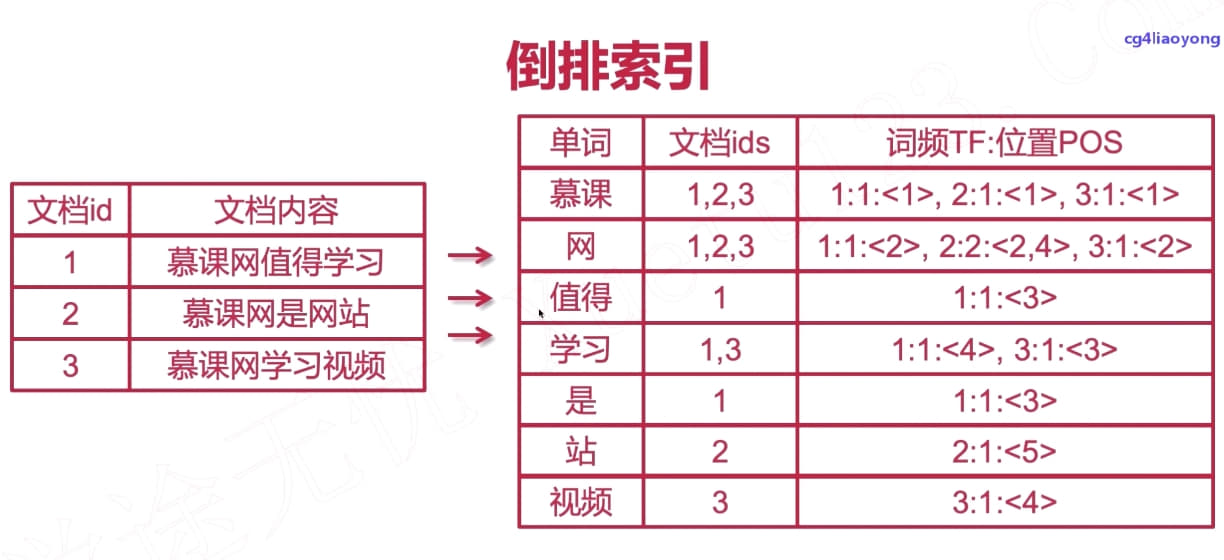 cg4liaoyong
倒排索引
文档id 文档内容
1 慕课网值得学习
2 慕课网是网站
3 慕课网学习视频
单词 文档ids 词频TF:位置POS
慕课 1,2,3 1:1:<1>, 2:1:<1>, 3:1:<1>
网 1,2,3 1:1:<2>, 2:2:<2,4>, 3:1:<2>
值得 1 1:1:<3>
学习 1,3 1:1:<4>, 3:1:<3>
是 1 1:1:<3>
站 2 2:1:<5>
视频 3 3:1:<4>